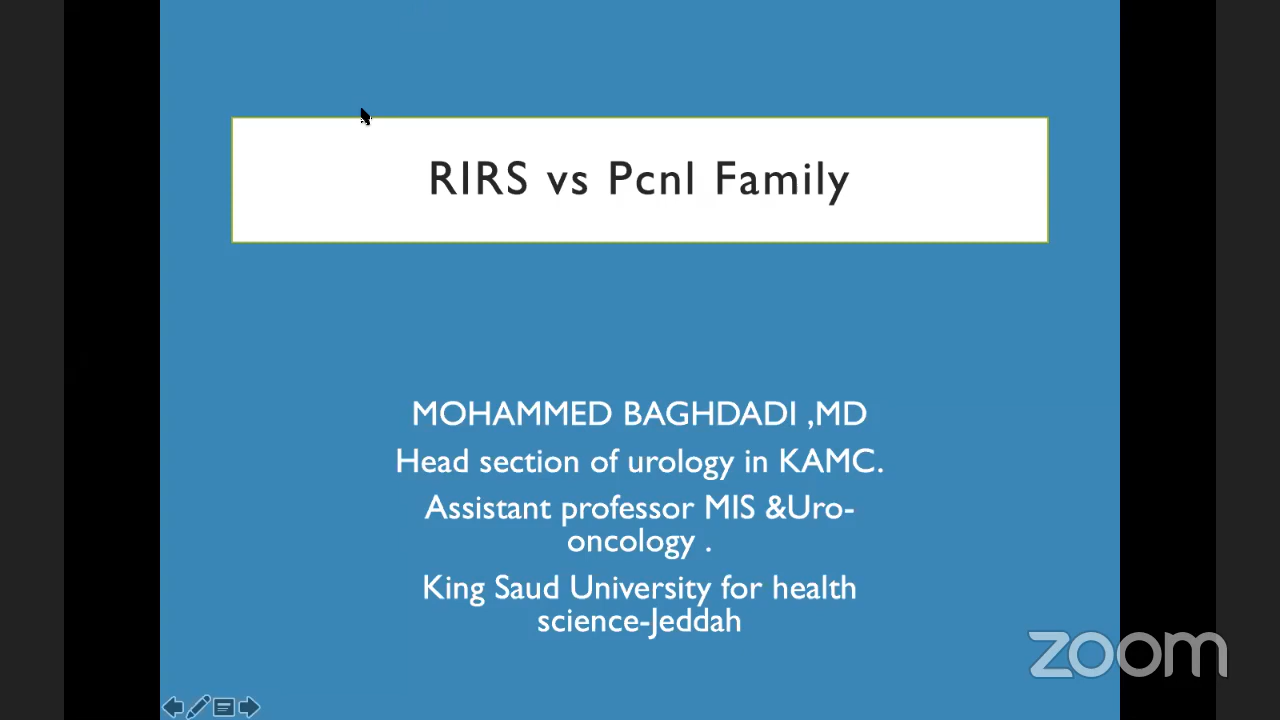 RIRS vs Pcnl Family
MOHAMMED BAGHDADI ,MD
Head section of urology in KAMC.
Assistant professor MIS &Uro-
oncology .
King Saud University for health
science-Jeddah
zoom